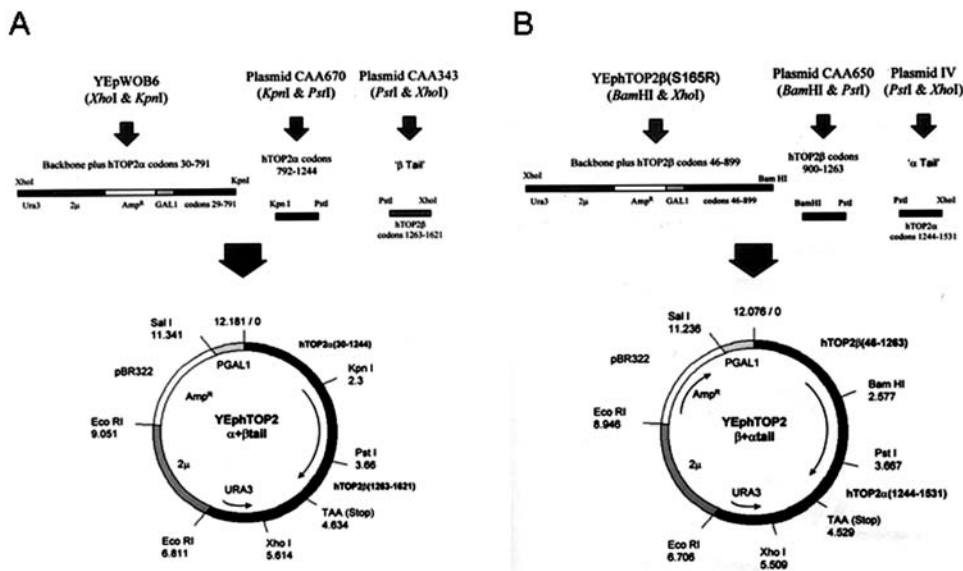 A
YEpWOB6
(XhoI & KpnI)
Plasmid CAA670
(KpnI & PstI)
Plasmid CAA343
(PstI & XhoI)
Backbone plus hTOP2α codons 30-791
XhoI
KpnI
Ura3
2μ
Amp^R
GAL1
codons 29-791
hTOP2α codons
792-1244
Kpn I
PstI
'β Tail'
PstI
XhoI
hTOP2β
codons 1263-1621
Sal I
11.341
12.181 / 0
hTOP2α(30-1244)
PGAL1
pBR322
Kpn I
2.3
Amp^R
Eco RI
9.051
YEphTOP2
α+βtail
2μ
Pst I
3.66
hTOP2β(1263-1621)
URA3
TAA (Stop)
4.634
Eco RI
6.811
Xho I
5.614
B
YEphTOP2β(S165R)
(BamHI & XhoI)
Plasmid CAA650
(BamHI & PstI)
Plasmid IV
(PstI & XhoI)
Backbone plus hTOP2β codons 46-899
XhoI
Bam HI
Ura3
2μ
Amp^R
GAL1
codons 46-899
hTOP2β codons
900-1263
BamHI
PstI
'α Tail'
PstI
XhoI
hTOP2α
codons 1244-1531
Sal I
11.236
12.076 / 0
hTOP2β(46-1263)
PGAL1
pBR322
Bam HI
2.577
Amp^R
Eco RI
8.946
YEphTOP2
β+αtail
2μ
Pst I
3.667
hTOP2α(1244-1531)
URA3
TAA (Stop)
4.529
Eco RI
6.706
Xho I
5.509